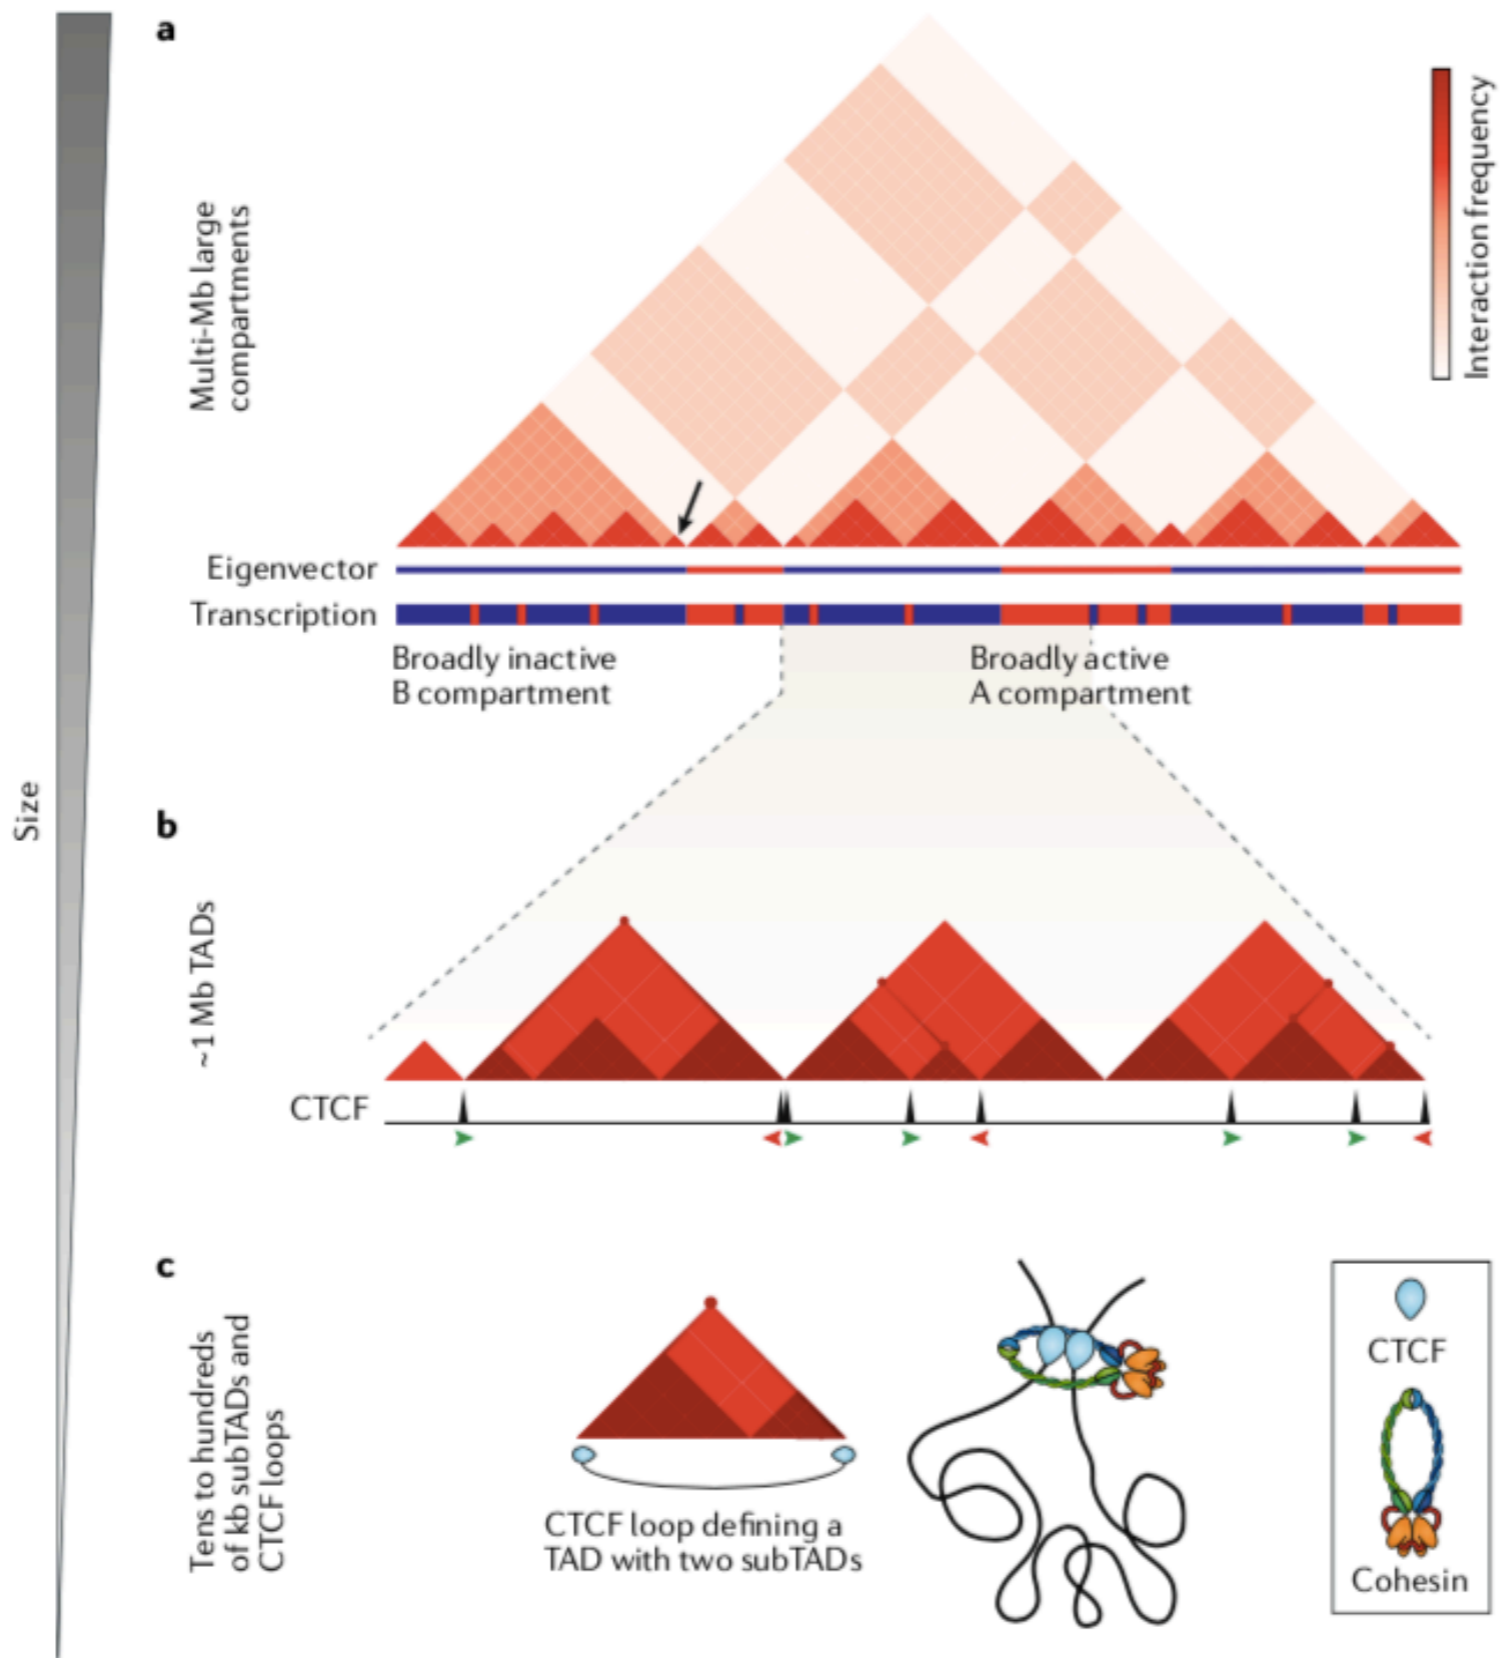 a
Multi-Mb large
compartments
Interaction frequency
Eigenvector
Transcription
Broadly inactive
B compartment
Broadly active
A compartment
Size
b
~1 Mb TADs
CTCF
c
Tens to hundreds
of kb subTADs and
CTCF loops
CTCF loop defining a
TAD with two subTADs
CTCF
Cohesin